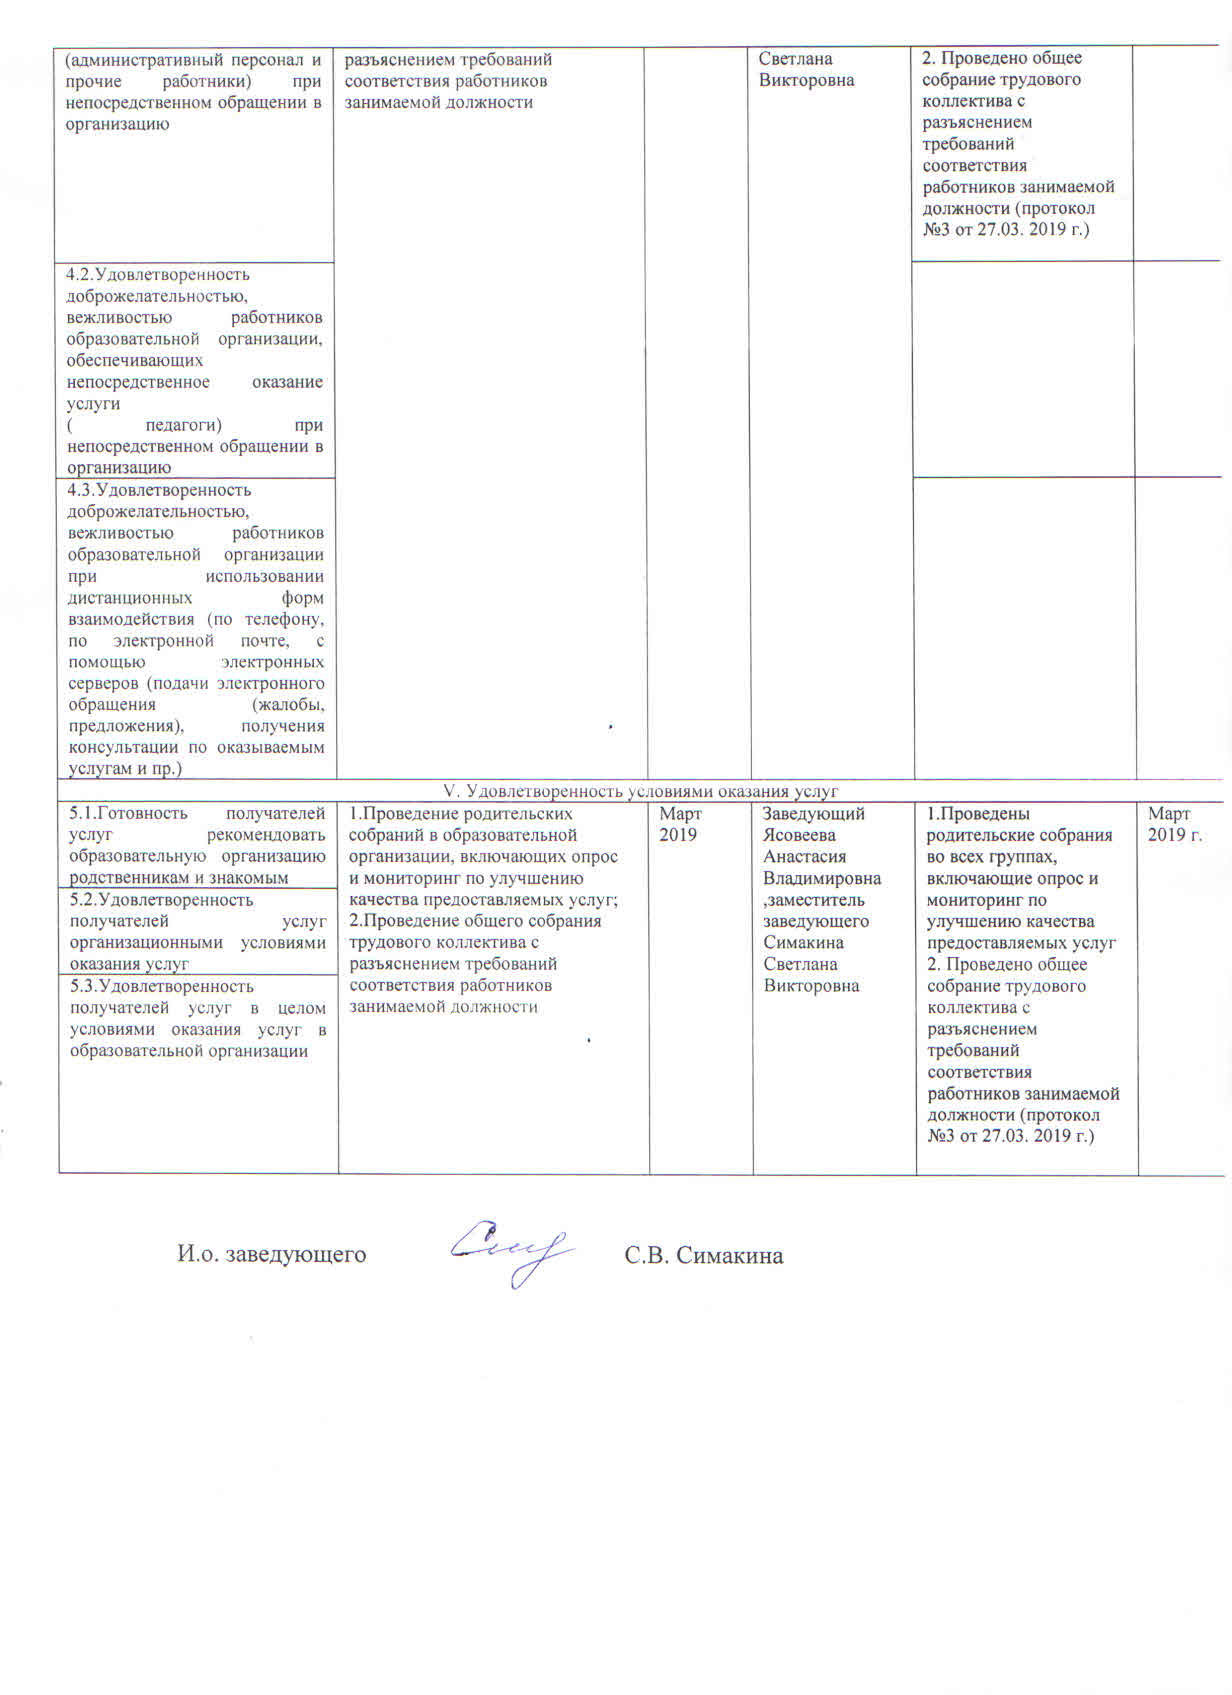 (административный персонал и
прочие работники) при
непосредственном обращении в
организацию
разъяснением требований
соответствия работников
занимаемой должности
Светлана
Викторовна
2. Проведено общее
собрание трудового
коллектива с
разъяснением
требований
соответствия
работников занимаемой
должности (протокол
№3 от 27.03. 2019 г.)
4.2.Удовлетворенность
доброжелательностью,
вежливостью работников
образовательной организации,
обеспечивающих
непосредственное оказание
услуги
( педагоги) при
непосредственном обращении в
организацию
4.3.Удовлетворенность
доброжелательностью,
вежливостью работников
образовательной организации
при использовании
дистанционных форм
взаимодействия (по телефону,
по электронной почте, с
помощью электронных
серверов (подачи электронного
обращения (жалобы,
предложения), получения
консультации по оказываемым
услугам и пр.)
V. Удовлетворенность условиями оказания услуг
5.1.Готовность получателей
услуг рекомендовать
образовательную организацию
родственникам и знакомым
5.2.Удовлетворенность
получателей услуг
организационными условиями
оказания услуг
5.3.Удовлетворенность
получателей услуг в целом
условиями оказания услуг в
образовательной организации
1.Проведение родительских
собраний в образовательной
организации, включающих опрос
и мониторинг по улучшению
качества предоставляемых услуг;
2.Проведение общего собрания
трудового коллектива с
разъяснением требований
соответствия работников
занимаемой должности
Март
2019
Заведующий
Ясовеева
Анастасия
Владимировна
,заместитель
заведующего
Симакина
Светлана
Викторовна
1.Проведены
родительские собрания
во всех группах,
включающие опрос и
мониторинг по
улучшению качества
предоставляемых услуг
2. Проведено общее
собрание трудового
коллектива с
разъяснением
требований
соответствия
работников занимаемой
должности (протокол
№3 от 27.03. 2019 г.)
Март
2019 г.
И.о. заведующего С.В. Симакина